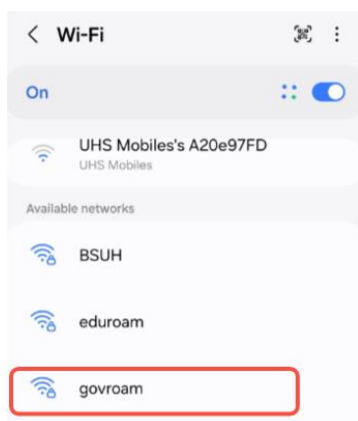 Wi-Fi
On
UHS Mobiles's A20e97FD
UHS Mobiles
Available networks
BSUH
eduroam
govroam